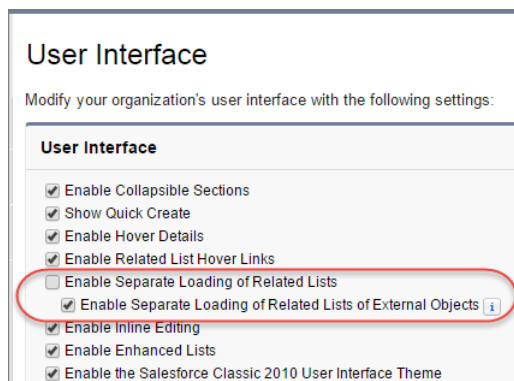 User Interface
Modify your organization's user interface with the following settings:
User Interface
Enable Collapsible Sections
Show Quick Create
Enable Hover Details
Enable Related List Hover Links
Enable Separate Loading of Related Lists
Enable Separate Loading of Related Lists of External Objects i
Enable Inline Editing
Enable Enhanced Lists
Enable the Salesforce Classic 2010 User Interface Theme